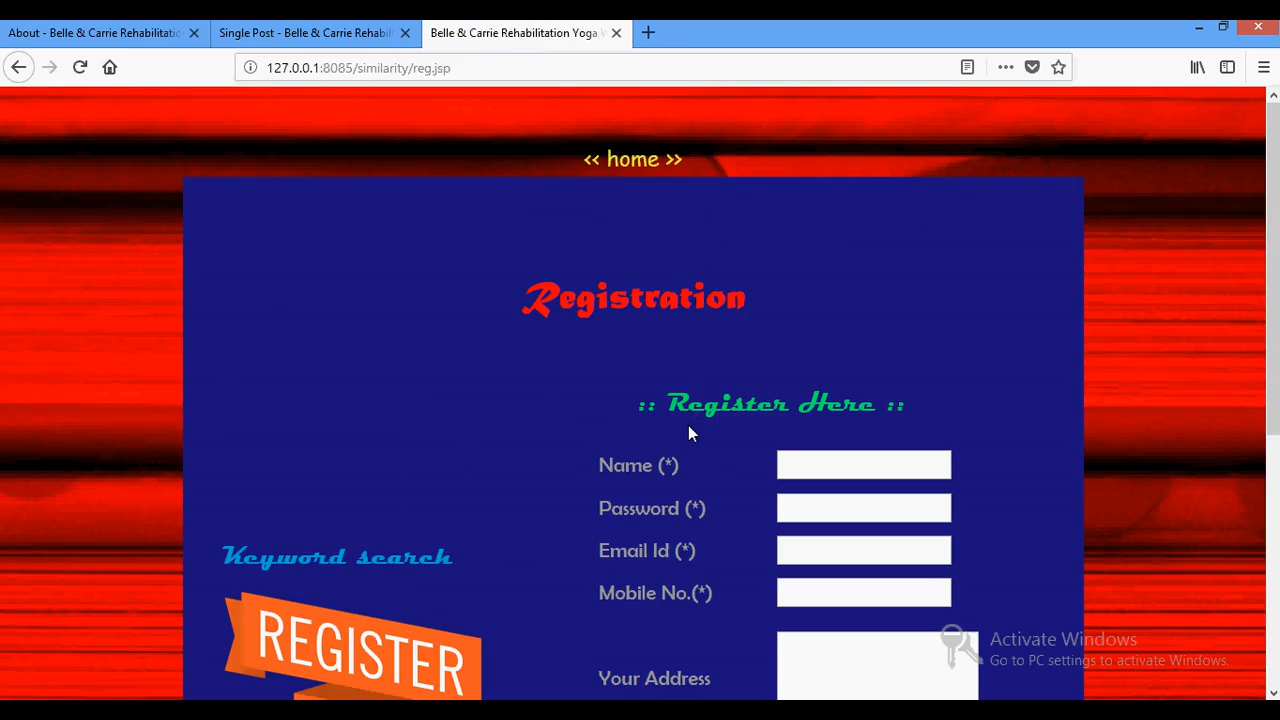 About - Belle & Carrie Rehabilitatio
Single Post - Belle & Carrie Rehabil
Belle & Carrie Rehabilitation Yoga
127.0.0.1:8085/similarity/reg.jsp
<< home >>
Registration
:: Register Here ::
Name (*)
Password (*)
Email Id (*)
Keyword search
Mobile No.(*)
REGISTER
Activate Windows
Go to PC settings to activate Windows.
Your Address